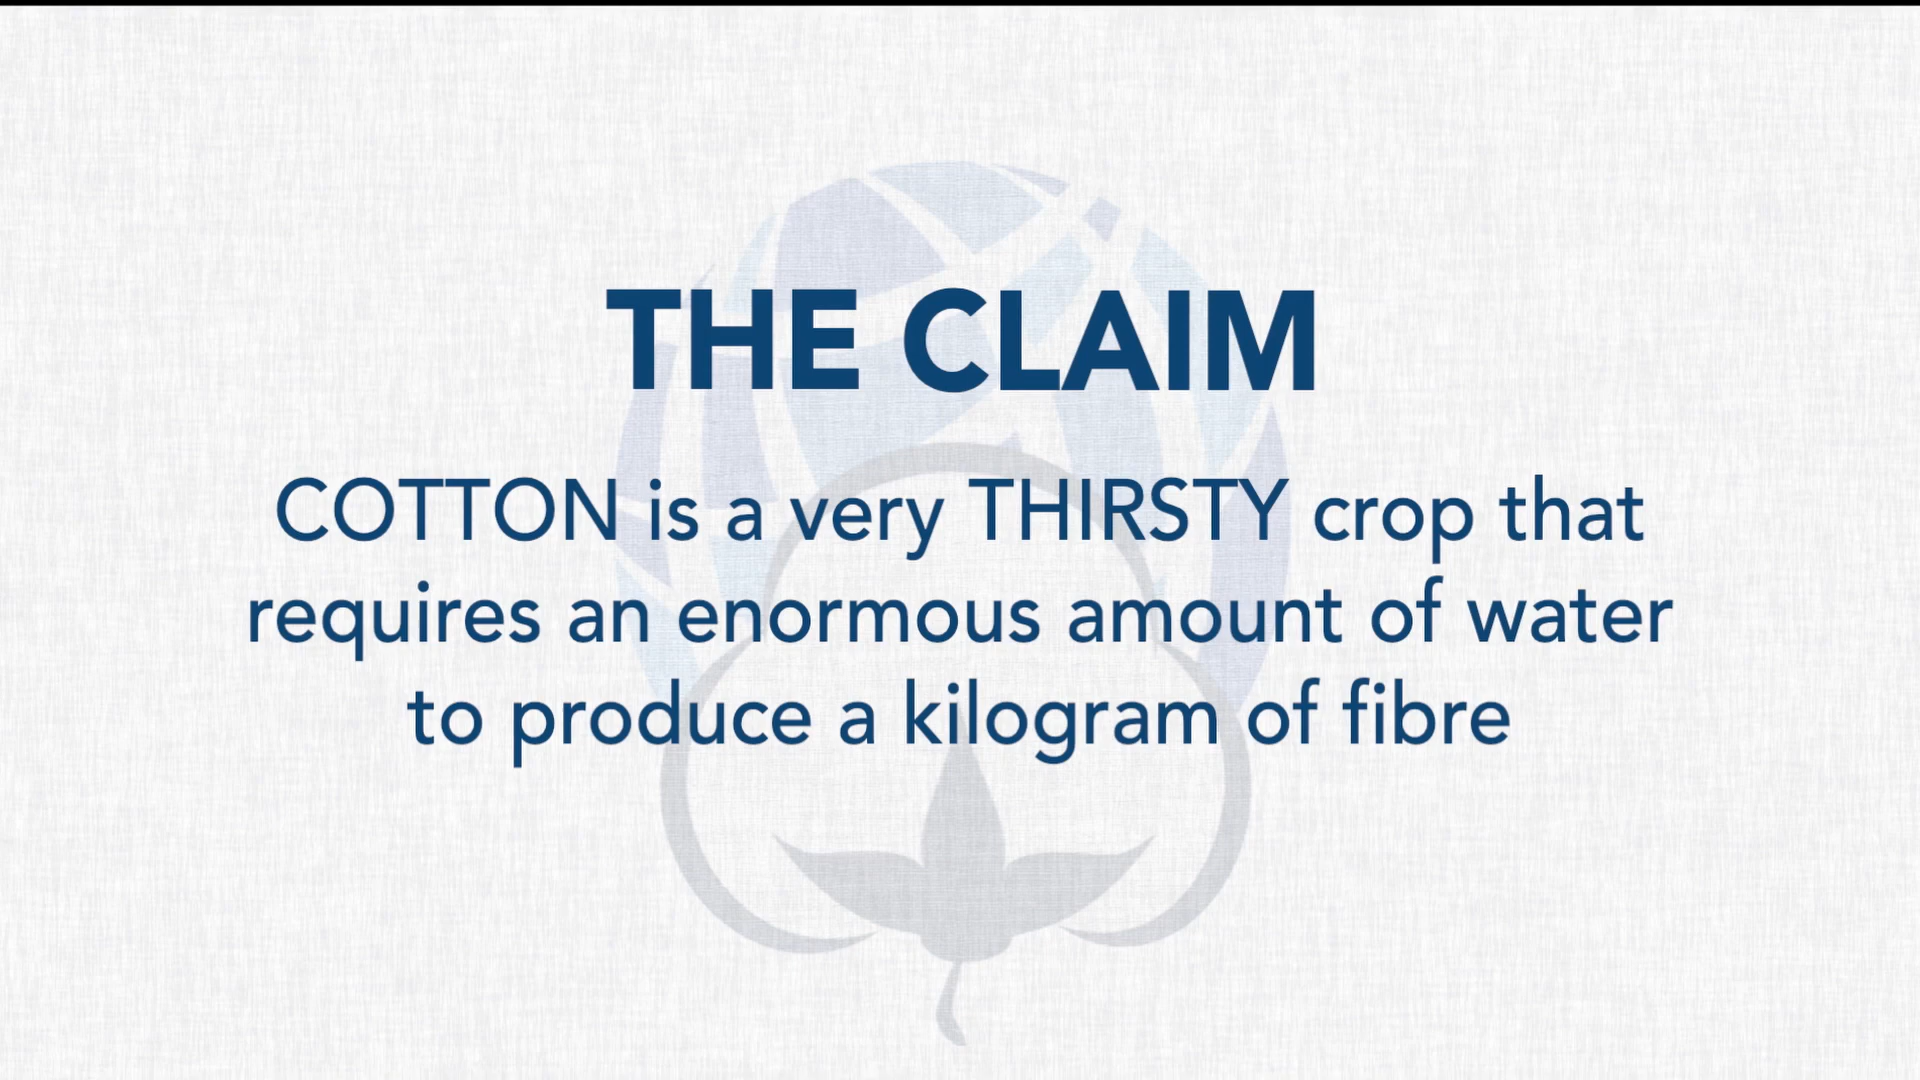 THE CLAIM
COTTON is a very THIRSTY crop that
requires an enormous amount of water
to produce a kilogram of fibre